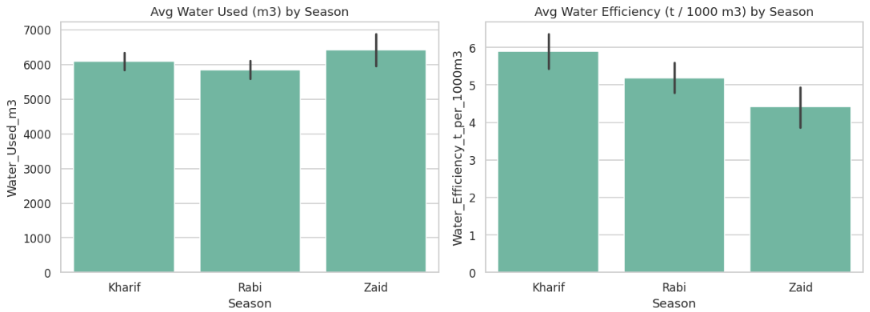 Avg Water Used (m3) by Season
7000
6000
5000
4000
3000
2000
1000
0
Water_Used_m3
Kharif
Rabi
Zaid
Season
Avg Water Efficiency (t / 1000 m3) by Season
6
5
4
3
2
1
0
Water_Efficiency_t_per_1000m3
Kharif
Rabi
Zaid
Season